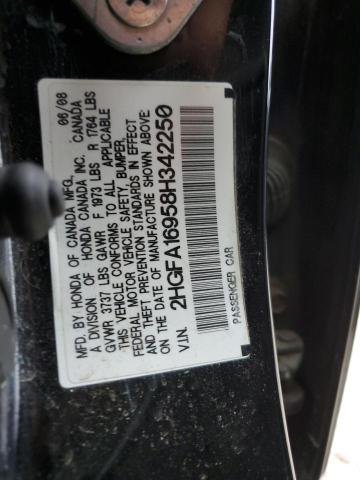 MFD. BY HONDA OF CANADA MFG. 06/08
A DIVISION OF HONDA CANADA INC. CANADA
GVWR 3737 LBS GAWR F 1973 LBS R 1764 LBS
THIS VEHICLE CONFORMS TO ALL APPLICABLE
FEDERAL MOTOR VEHICLE SAFETY, BUMPER,
AND THEFT PREVENTION STANDARDS IN EFFECT
ON THE DATE OF MANUFACTURE SHOWN ABOVE.
V.I.N. 2HGFA16958H342250
PASSENGER CAR